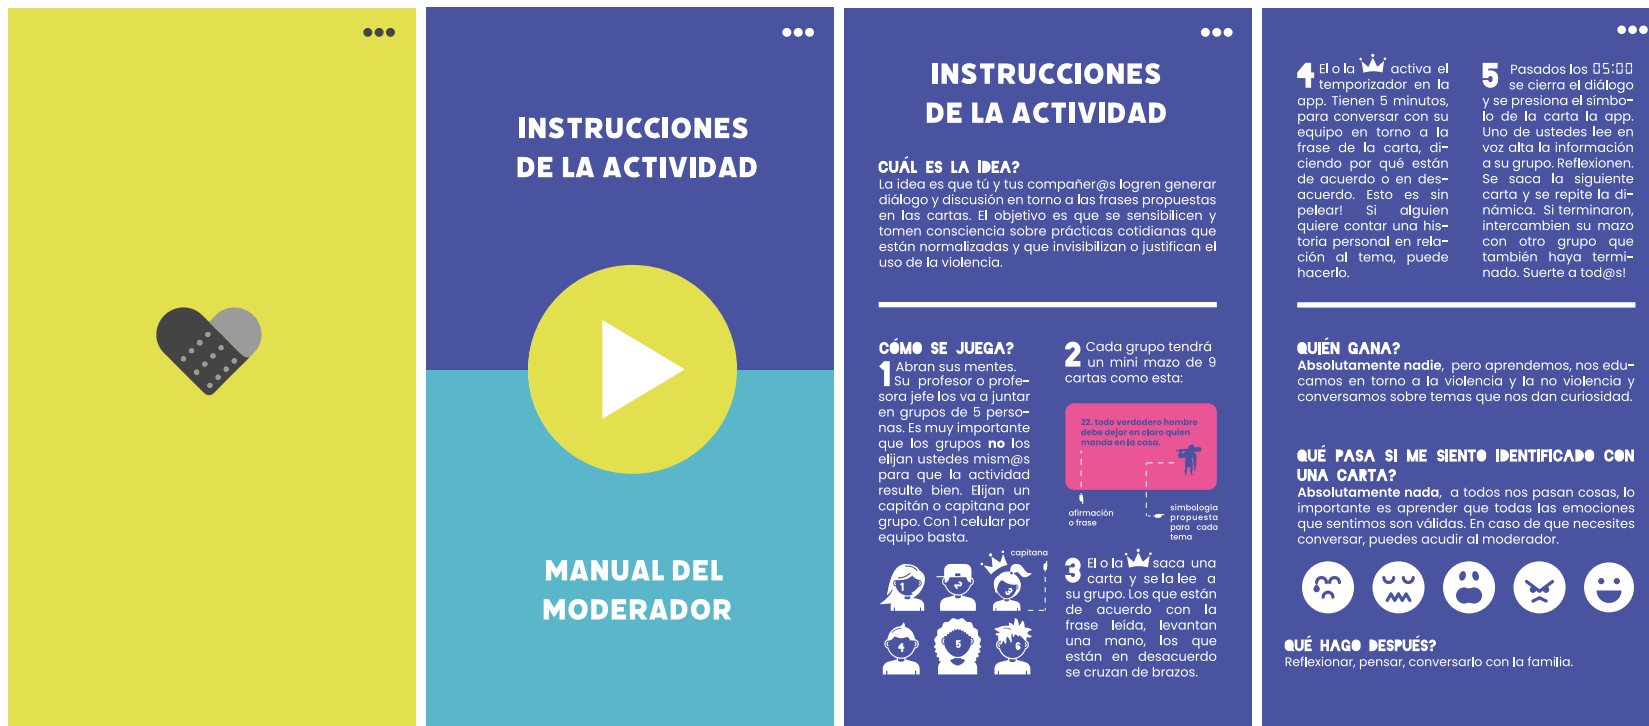 INSTRUCCIONES
DE LA ACTIVIDAD
MANUAL DEL
MODERADOR
INSTRUCCIONES
DE LA ACTIVIDAD
CUÁL ES LA IDEA?
La idea es que tú y tus compañer@s logren generar
diálogo y discusión en torno a las frases propuestas
en las cartas. El objetivo es que se sensibilicen y
tomen consciencia sobre prácticas cotidianas que
están normalizadas y que invisibilizan o justifican el
uso de la violencia.
CÓMO SE JUEGA?
1 Abran sus mentes.
Su profesor o profe-
sora jefe los va a juntar
en grupos de 5 perso-
nas. Es muy importante
que los grupos no los
elijan ustedes mism@s
para que la actividad
resulte bien. Elijan un
capitán o capitana por
grupo. Con 1 celular por
equipo basta.
capitana
1
2
3
4
5
6
2 Cada grupo tendrá
un mini mazo de 9
cartas como esta:
22. todo verdadero hombre
debe dejar en claro quien
manda en la casa.
afirmación
o frase
simbología
propuesta
para cada
tema
3 El o la saca una
carta y se la lee a
su grupo. Los que están
de acuerdo con la
frase leída, levantan
una mano, los que
están en desacuerdo
se cruzan de brazos.
4 El o la activa el
temporizador en la
app. Tienen 5 minutos,
para conversar con su
equipo en torno a la
frase de la carta, di-
ciendo por qué están
de acuerdo o en des-
acuerdo. Esto es sin
pelear! Si alguien
quiere contar una his-
toria personal en rela-
ción al tema, puede
hacerlo.
5 Pasados los 05:00
se cierra el diálogo
y se presiona el símbo-
lo de la carta la app.
Uno de ustedes lee en
voz alta la información
a su grupo. Reflexionen.
Se saca la siguiente
carta y se repite la di-
námica. Si terminaron,
intercambien su mazo
con otro grupo que
también haya termi-
nado. Suerte a tod@s!
QUIÉN GANA?
Absolutamente nadie, pero aprendemos, nos edu-
camos en torno a la violencia y la no violencia y
conversamos sobre temas que nos dan curiosidad.
QUÉ PASA SI ME SIENTO IDENTIFICADO CON
UNA CARTA?
Absolutamente nada, a todos nos pasan cosas, lo
importante es aprender que todas las emociones
que sentimos son válidas. En caso de que necesites
conversar, puedes acudir al moderador.
QUÉ HAGO DESPUÉS?
Reflexionar, pensar, conversarlo con la familia.